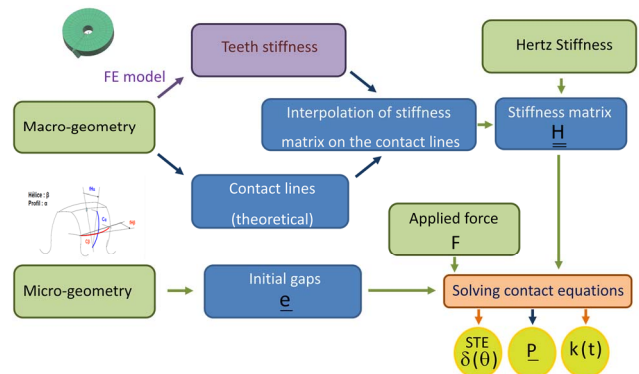 Teeth stiffness
Hertz Stiffness
FE model
Macro-geometry
Interpolation of stiffness
matrix on the contact lines
Stiffness matrix
H
Contact lines
(theoretical)
Hélice : β
Profil : α
Applied force
F
Micro-geometry
Initial gaps
e
Solving contact equations
STE
δ(θ)
P
k(t)